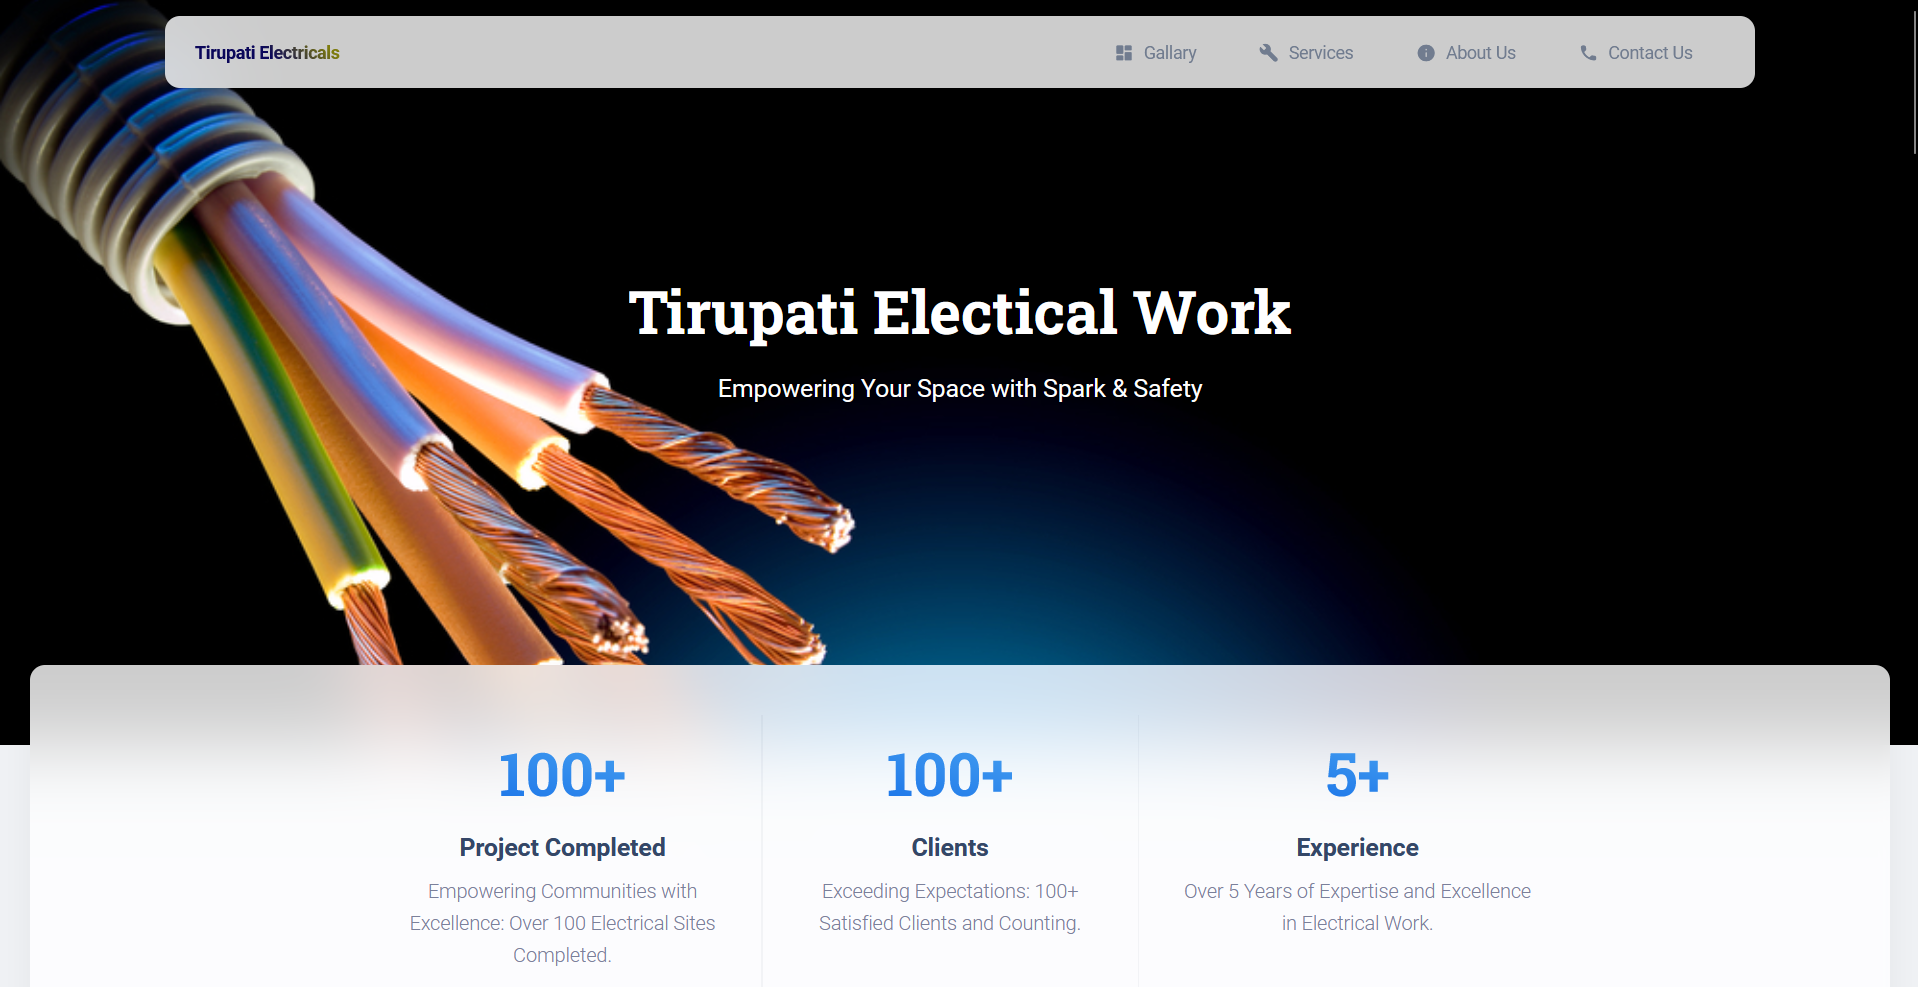 Tirupati Electricals
Gallary
Services
About Us
Contact Us
Tirupati Electical Work
Empowering Your Space with Spark & Safety
100+
Project Completed
Empowering Communities with
Excellence: Over 100 Electrical Sites
Completed.
100+
Clients
Exceeding Expectations: 100+
Satisfied Clients and Counting.
5+
Experience
Over 5 Years of Expertise and Excellence
in Electrical Work.